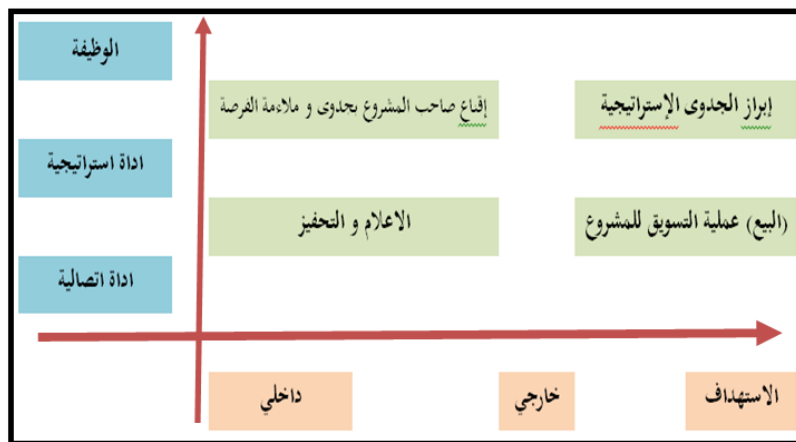 الوظيفة
إقناع صاحب المشروع بجدوى و ملاءمة الفرصة
إبراز الجدوى الإستراتيجية
اداة استراتيجية
الاعلام و التحفيز
(البيع) عملية التسويق للمشروع
اداة اتصالية
داخلي
خارجي
الاستهداف